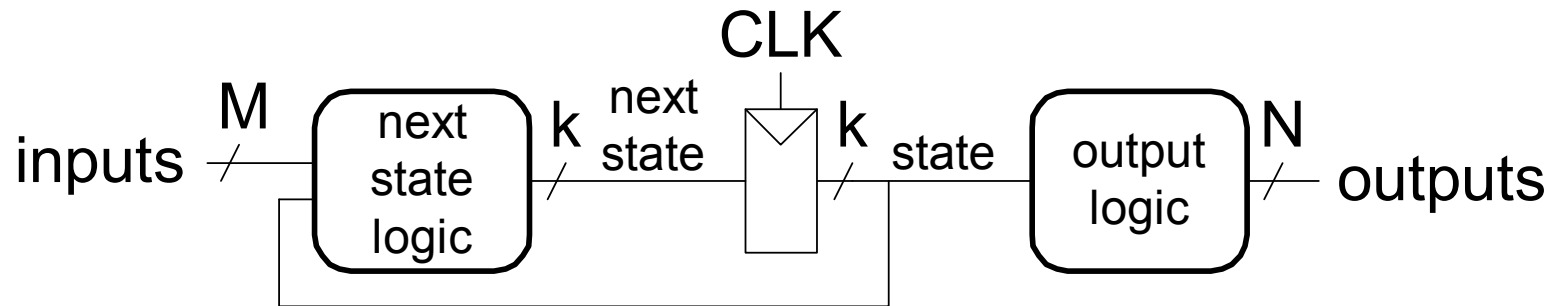 CLK
inputs
M
next
state
logic
k
next
state
k
state
output
logic
N
outputs